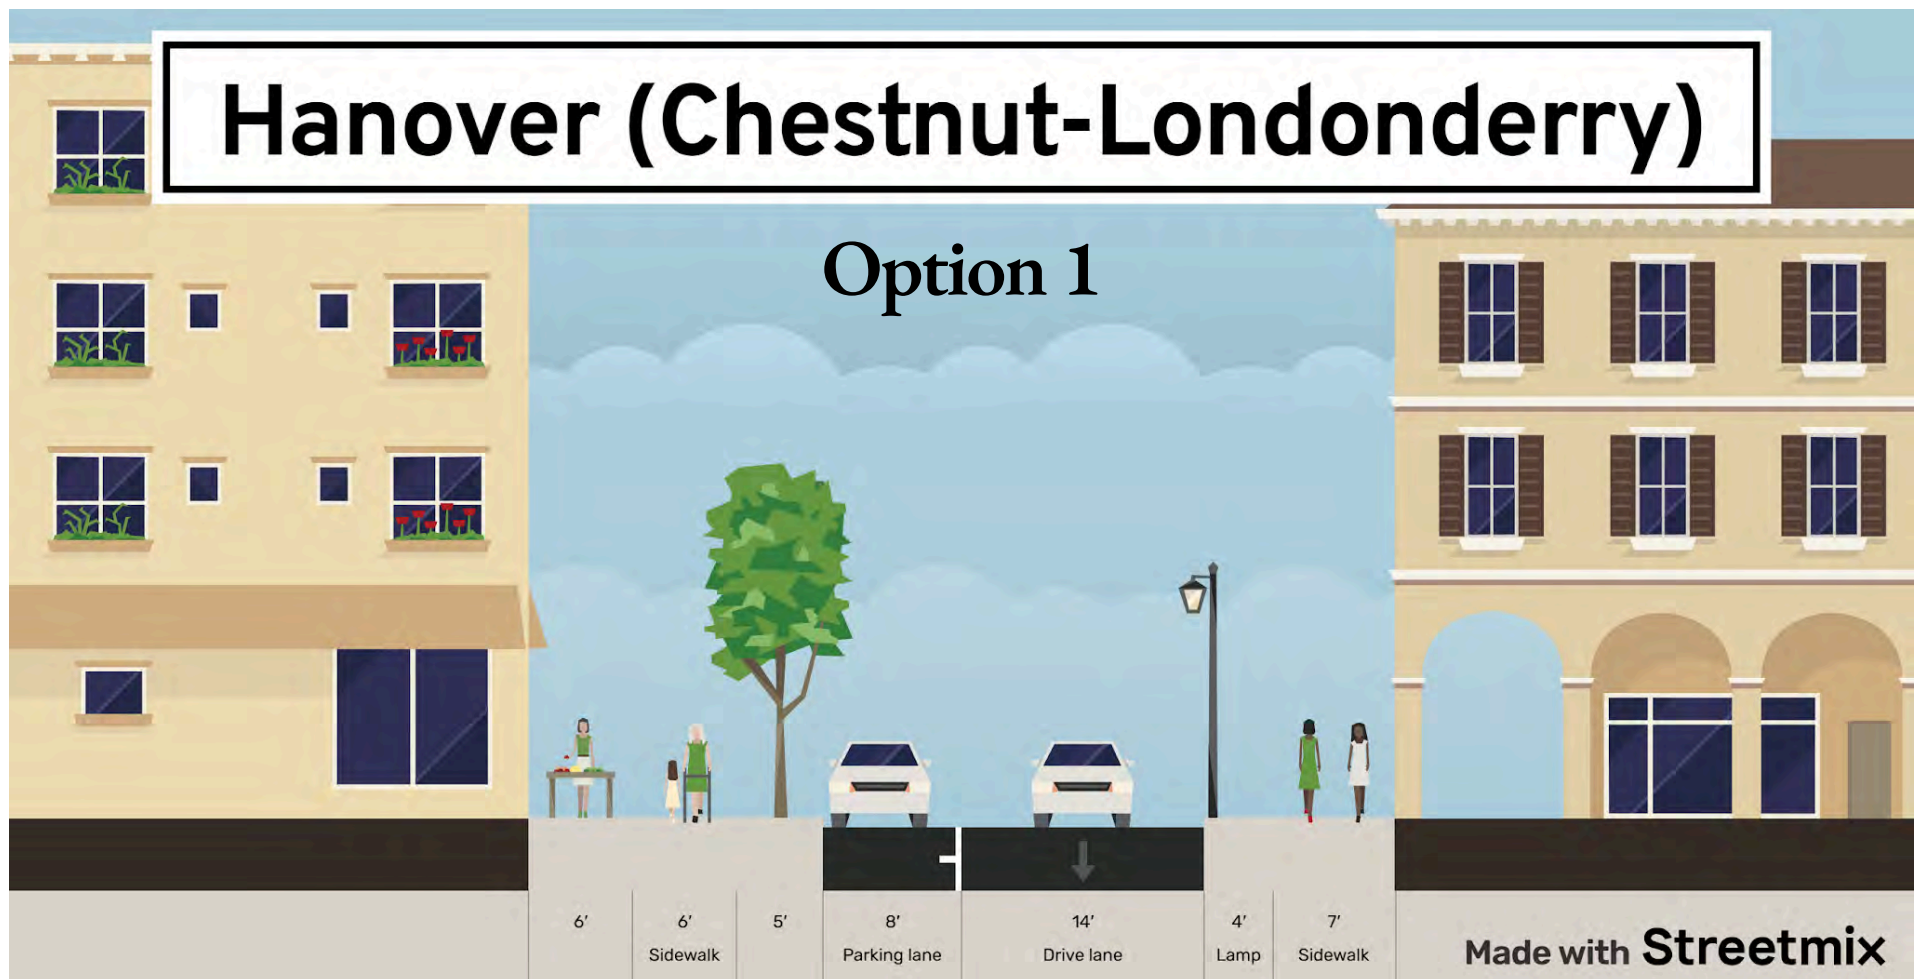 Hanover (Chestnut-Londonderry)
Option 1
6′ 6′ 5′ 8′ 14′ 4′ 7′
Sidewalk Parking lane Drive lane Lamp Sidewalk
Made with Streetmix